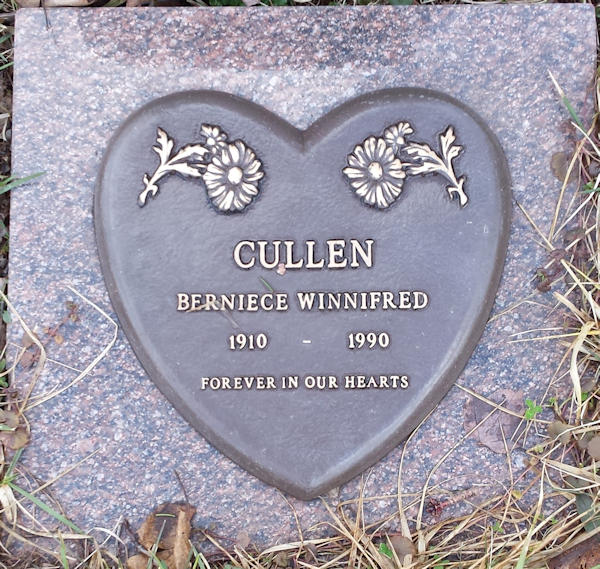 CULLEN
BERNIECE WINNIFRED
1910 - 1990
FOREVER IN OUR HEARTS